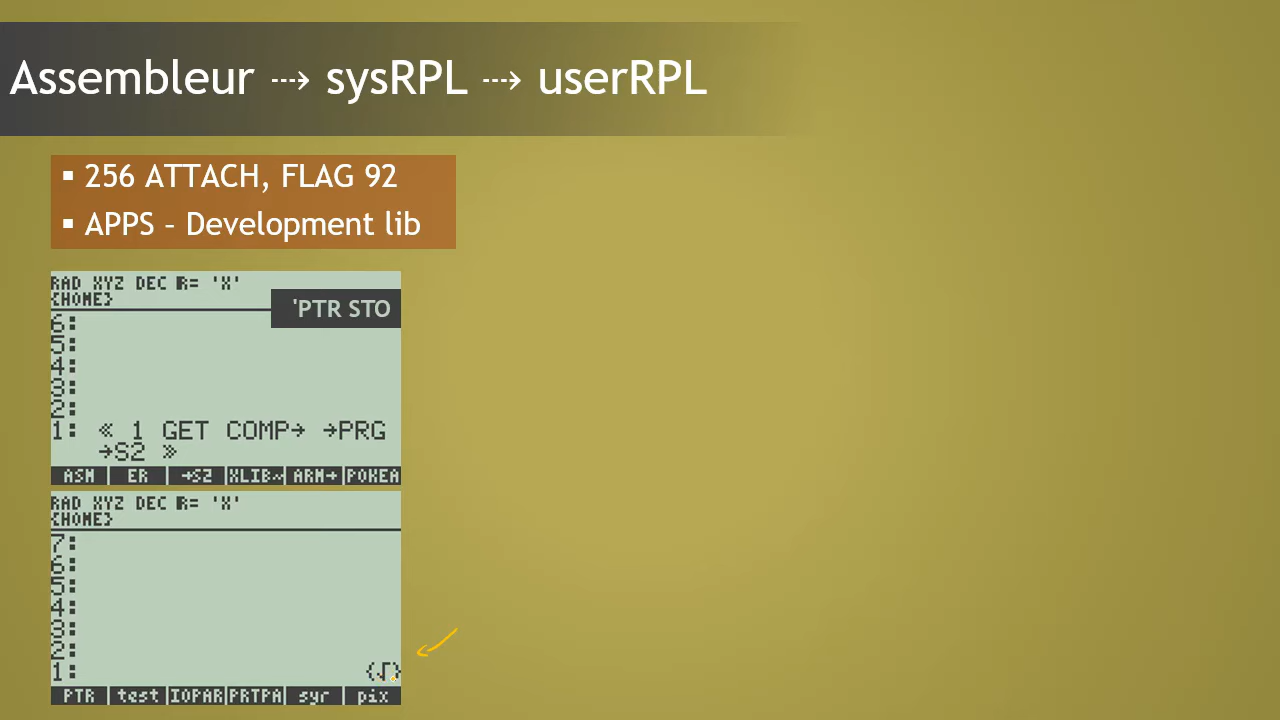 Assembleur ⤏ sysRPL ⤏ userRPL
▪ 256 ATTACH, FLAG 92
▪ APPS – Development lib
RAD XYZ DEC R= 'X'
{HOME}
'PTR STO
6:
5:
4:
3:
2:
1: « 1 GET COMP→ →PRG
→S2 »
ASM ER →S2 XLIB~ ARM→ POKEA
RAD XYZ DEC R= 'X'
{HOME}
7:
6:
5:
4:
3:
2:
1: {√}
PTR test IOPAR PRTPA syr pix